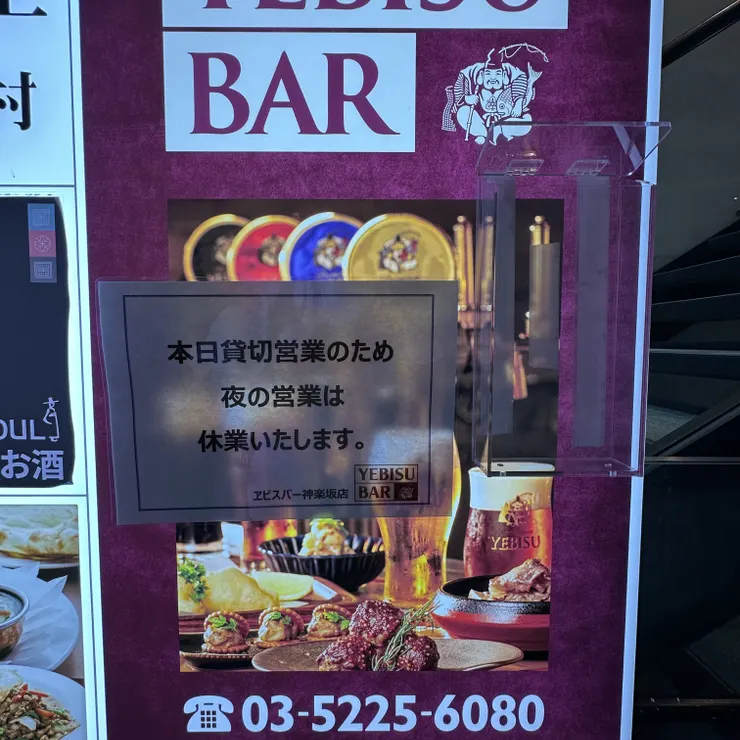 YEBISU
BAR
村
本日貸切営業のため
夜の営業は
休業いたします。
ヱビスバー神楽坂店
YEBISU
BAR
OUL
お酒
YEBISU
☎03-5225-6080